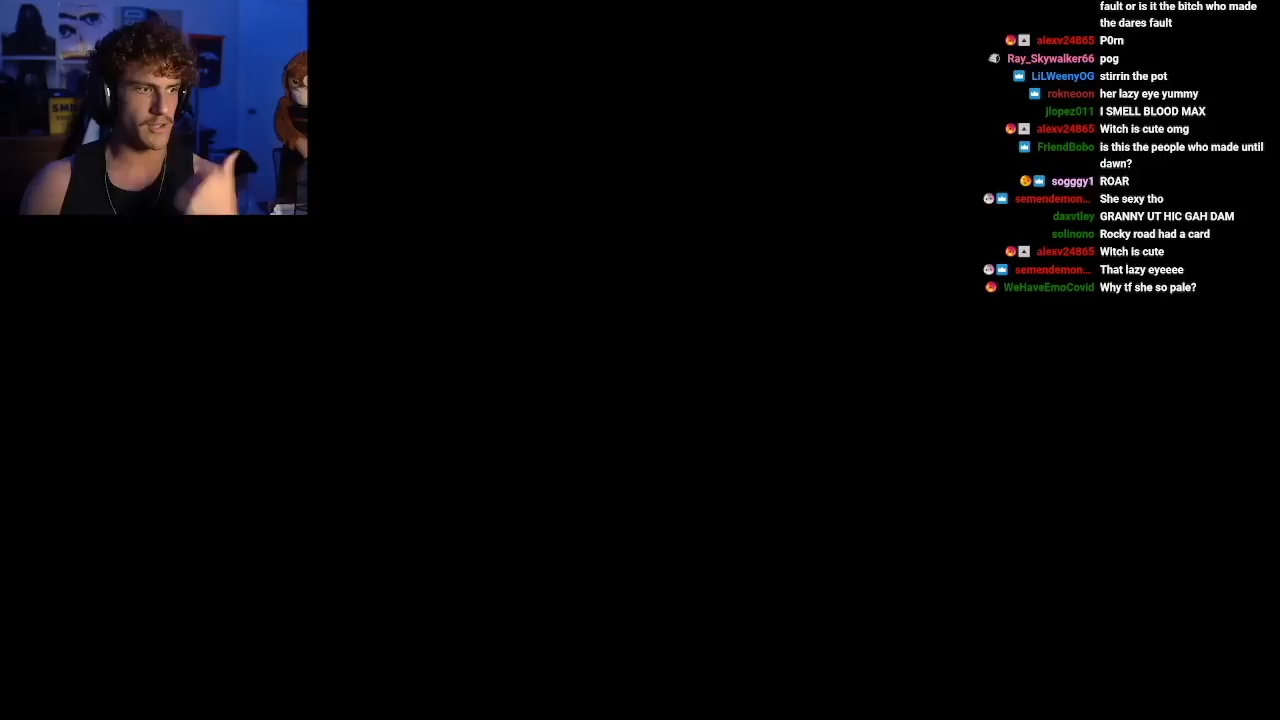 fault or is it the bitch who made
the dares fault
alexv24865 P0rn
Ray_Skywalker66 pog
LiLWeenyOG stirrin the pot
rokneoon her lazy eye yummy
jlopez011 I SMELL BLOOD MAX
alexv24865 Witch is cute omg
FriendBobo is this the people who made until
dawn?
sogggy1 ROAR
semendemon... She sexy tho
daxvtley GRANNY UT HIC GAH DAM
solinono Rocky road had a card
alexv24865 Witch is cute
semendemon... That lazy eyeeee
WeHaveEmoCovid Why tf she so pale?